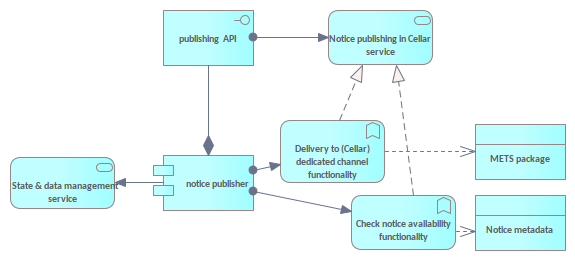 publishing API
Notice publishing in Cellar
service
Delivery to (Cellar)
dedicated channel
functionality
METS package
State & data management
service
notice publisher
Check notice availability
functionality
Notice metadata